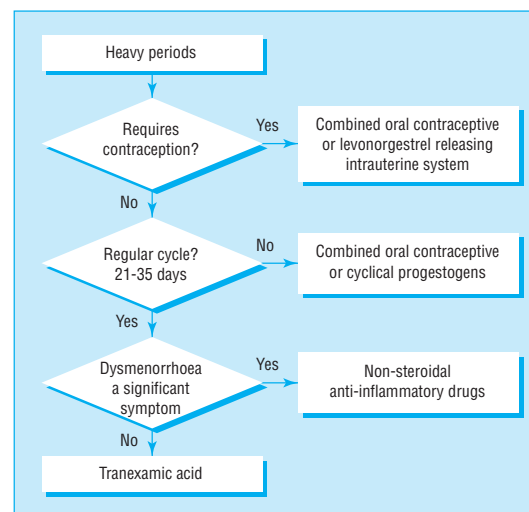 Heavy periods
Requires
contraception?
Yes
Combined oral contraceptive
or levonorgestrel releasing
intrauterine system
No
Regular cycle?
21-35 days
No
Combined oral contraceptive
or cyclical progestogens
Yes
Dysmenorrhoea
a significant
symptom
Yes
Non-steroidal
anti-inflammatory drugs
No
Tranexamic acid